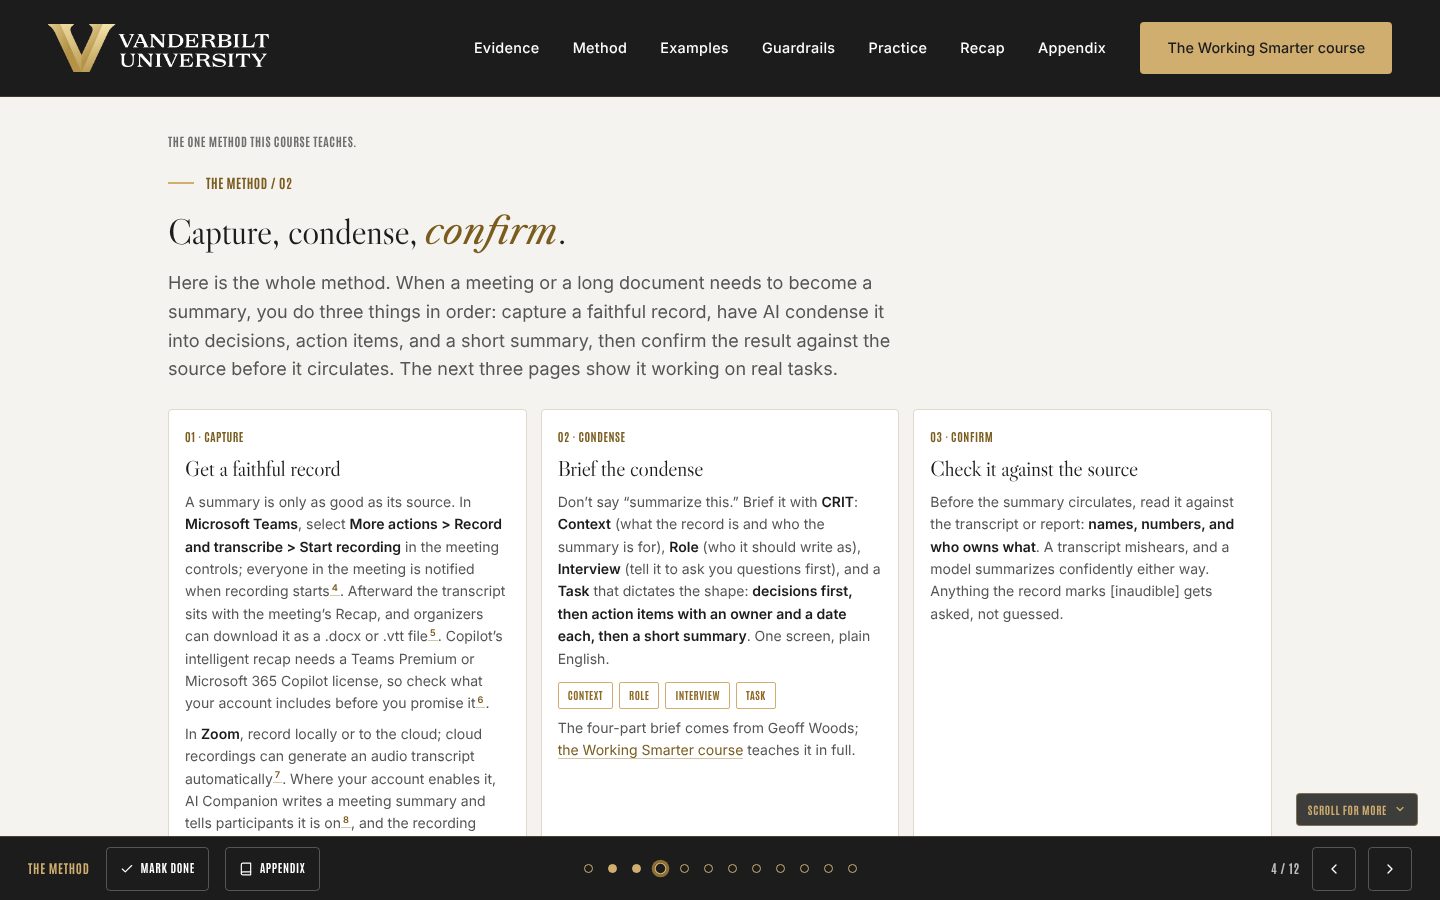 VANDERBILT
UNIVERSITY
Evidence
Method
Examples
Guardrails
Practice
Recap
Appendix
The Working Smarter course
THE ONE METHOD THIS COURSE TEACHES.
THE METHOD / 02
Capture, condense, confirm.
Here is the whole method. When a meeting or a long document needs to become a
summary, you do three things in order: capture a faithful record, have AI condense it
into decisions, action items, and a short summary, then confirm the result against the
source before it circulates. The next three pages show it working on real tasks.
01 · CAPTURE
Get a faithful record
A summary is only as good as its source. In
Microsoft Teams, select More actions > Record
and transcribe > Start recording in the meeting
controls; everyone in the meeting is notified
when recording starts4. Afterward the transcript
sits with the meeting’s Recap, and organizers
can download it as a .docx or .vtt file5. Copilot’s
intelligent recap needs a Teams Premium or
Microsoft 365 Copilot license, so check what
your account includes before you promise it6.
In Zoom, record locally or to the cloud; cloud
recordings can generate an audio transcript
automatically7. Where your account enables it,
AI Companion writes a meeting summary and
tells participants it is on8, and the recording
02 · CONDENSE
Brief the condense
Don’t say “summarize this.” Brief it with CRIT:
Context (what the record is and who the
summary is for), Role (who it should write as),
Interview (tell it to ask you questions first), and a
Task that dictates the shape: decisions first,
then action items with an owner and a date
each, then a short summary. One screen, plain
English.
CONTEXT
ROLE
INTERVIEW
TASK
The four-part brief comes from Geoff Woods;
the Working Smarter course teaches it in full.
03 · CONFIRM
Check it against the source
Before the summary circulates, read it against
the transcript or report: names, numbers, and
who owns what. A transcript mishears, and a
model summarizes confidently either way.
Anything the record marks [inaudible] gets
asked, not guessed.
SCROLL FOR MORE
THE METHOD
MARK DONE
APPENDIX
4 / 12